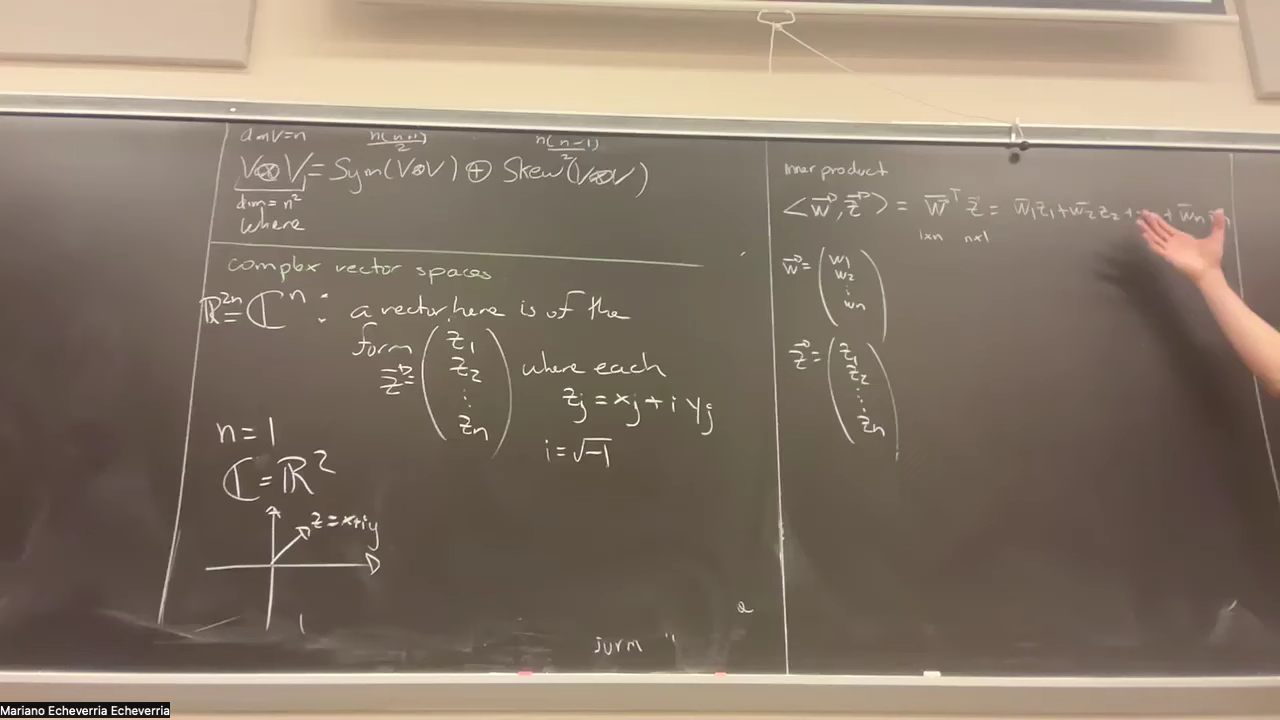 dim V=n n(n+1)/2 n(n-1)/2
V⊗V = Sym(V⊗V) ⊕ Skew(V⊗V)
dim = n²
where
complex vector spaces
ℝ²ⁿ = ℂⁿ : a vector here is of the
form z⃗ = (z₁ z₂ ⋮ zₙ) where each
zⱼ = xⱼ + i yⱼ
i = √-1
n = 1
ℂ = ℝ²
z = x+iy
inner product
<w⃗, z⃗> = w̄ᵀ z⃗ = w̄₁z₁ + w̄₂z₂ + + w̄ₙ
1×n n×1
w⃗ = (w₁ w₂ ⋮ wₙ)
z⃗ = (z₁ z₂ ⋮ zₙ)
Mariano Echeverria Echeverria